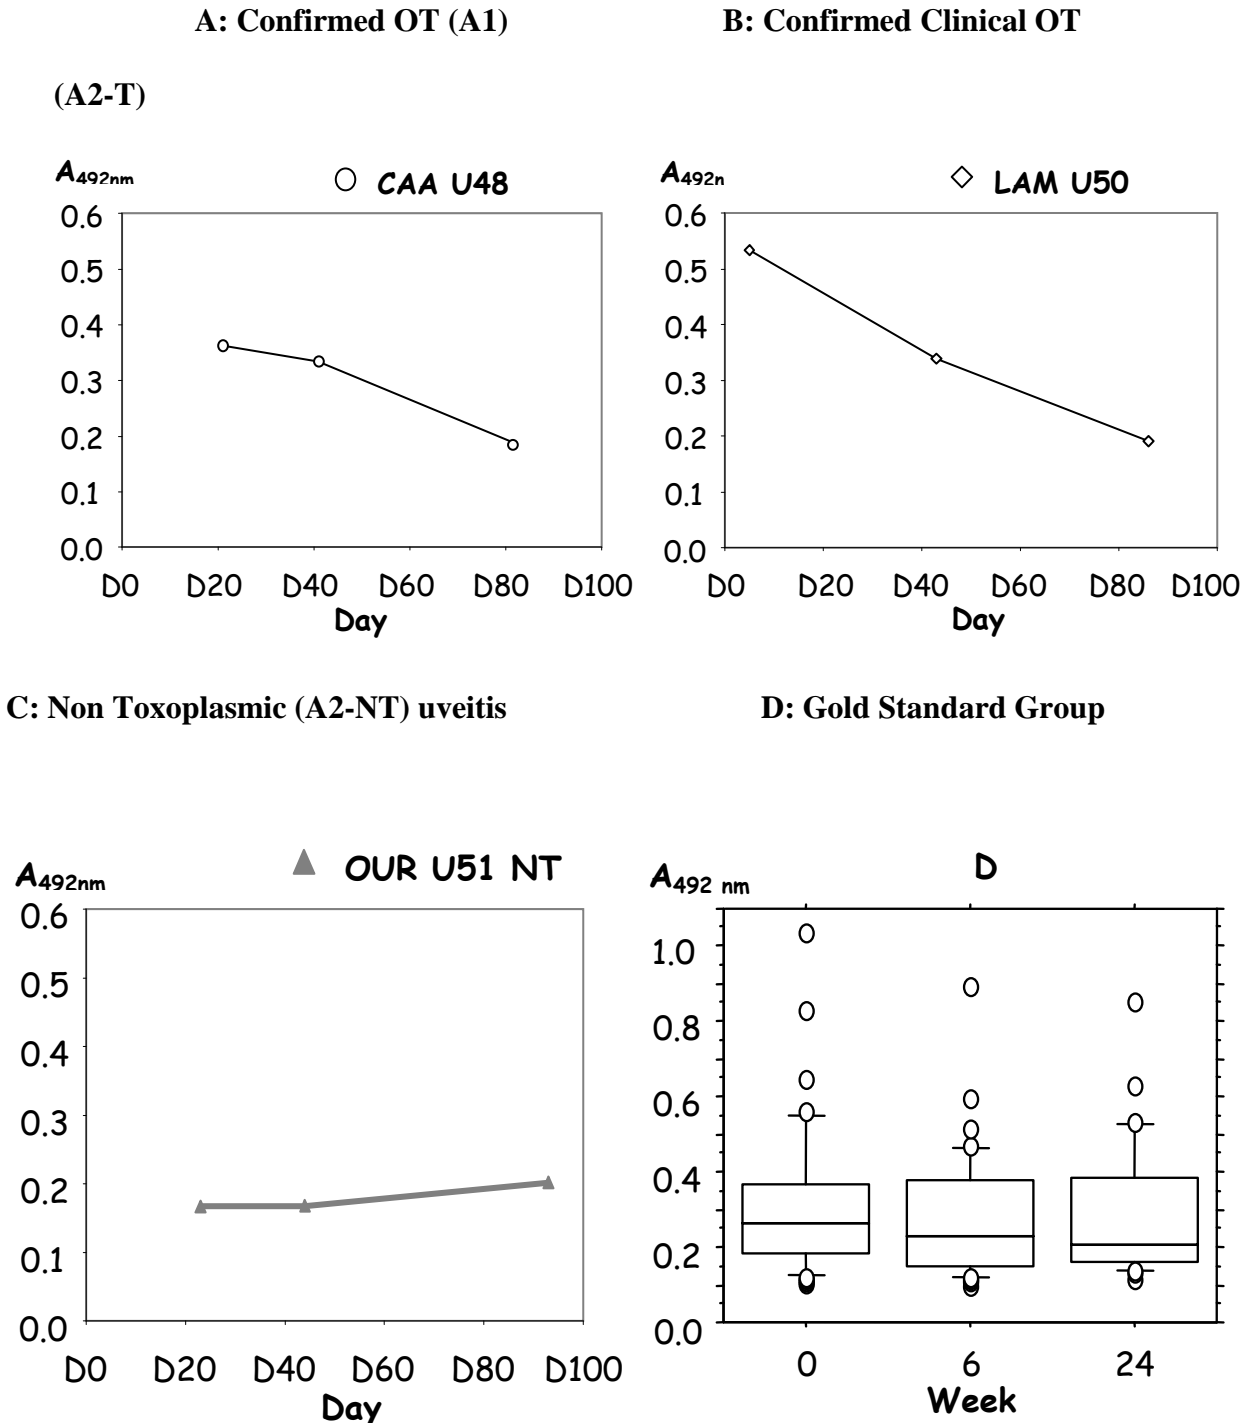 A: Confirmed OT (A1)
B: Confirmed Clinical OT
(A2-T)
A492nm
CAA U48
0.6
0.5
0.4
0.3
0.2
0.1
0.0
D0 D20 D40 D60 D80 D100
Day
A492n
LAM U50
0.6
0.5
0.4
0.3
0.2
0.1
0.0
D0 D20 D40 D60 D80 D100
Day
C: Non Toxoplasmic (A2-NT) uveitis
D: Gold Standard Group
A492nm
OUR U51 NT
0.6
0.5
0.4
0.3
0.2
0.1
0.0
D0 D20 D40 D60 D80 D100
Day
A492 nm
D
1.0
0.8
0.6
0.4
0.2
0.0
0 6 24
Week